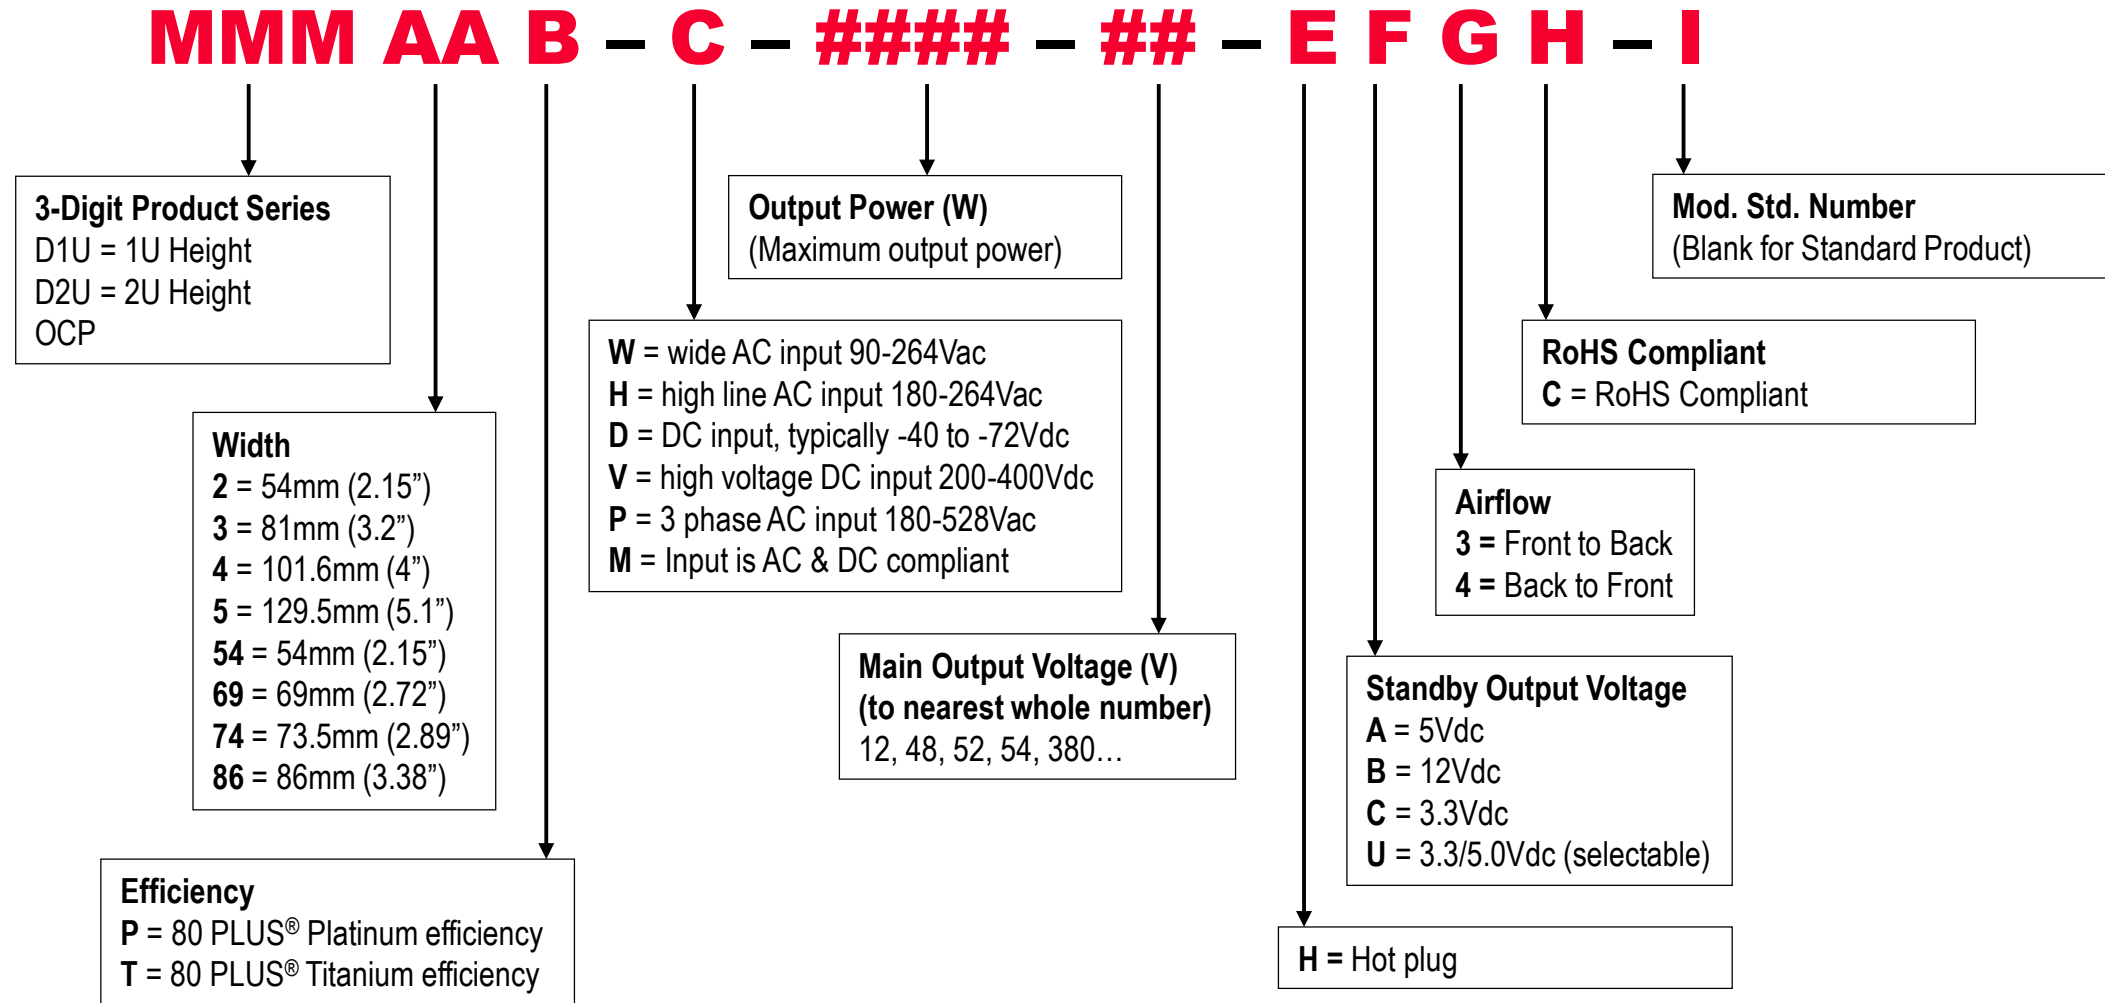 MMM AA B – C – #### – ## – E F G H – I
3-Digit Product Series
D1U = 1U Height
D2U = 2U Height
OCP
Output Power (W)
(Maximum output power)
Mod. Std. Number
(Blank for Standard Product)
W = wide AC input 90-264Vac
H = high line AC input 180-264Vac
D = DC input, typically -40 to -72Vdc
V = high voltage DC input 200-400Vdc
P = 3 phase AC input 180-528Vac
M = Input is AC & DC compliant
RoHS Compliant
C = RoHS Compliant
Width
2 = 54mm (2.15”)
3 = 81mm (3.2”)
4 = 101.6mm (4”)
5 = 129.5mm (5.1”)
54 = 54mm (2.15”)
69 = 69mm (2.72”)
74 = 73.5mm (2.89”)
86 = 86mm (3.38”)
Airflow
3 = Front to Back
4 = Back to Front
Main Output Voltage (V)
(to nearest whole number)
12, 48, 52, 54, 380…
Standby Output Voltage
A = 5Vdc
B = 12Vdc
C = 3.3Vdc
U = 3.3/5.0Vdc (selectable)
Efficiency
P = 80 PLUS® Platinum efficiency
T = 80 PLUS® Titanium efficiency
H = Hot plug